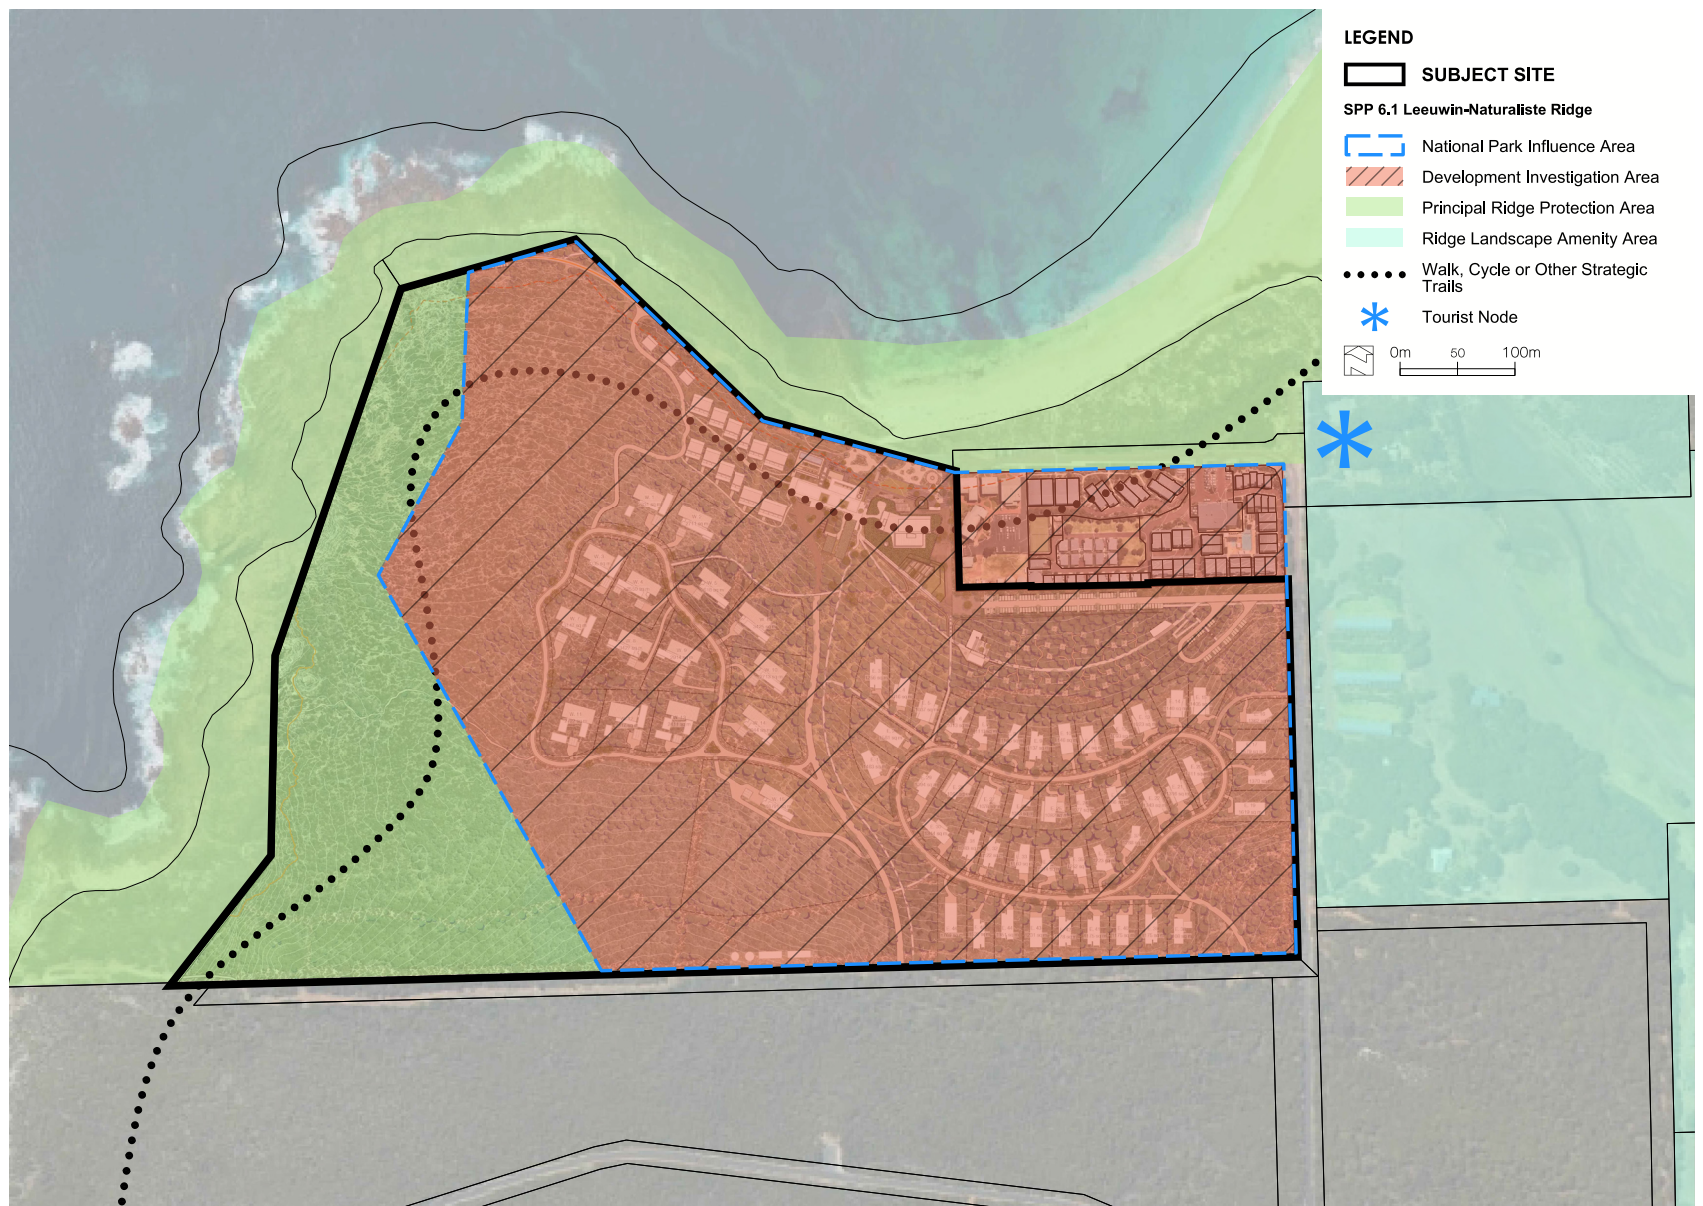 LEGEND
SUBJECT SITE
SPP 6.1 Leeuwin-Naturaliste Ridge
National Park Influence Area
Development Investigation Area
Principal Ridge Protection Area
Ridge Landscape Amenity Area
Walk, Cycle or Other Strategic
Trails
Tourist Node
0m 50 100m